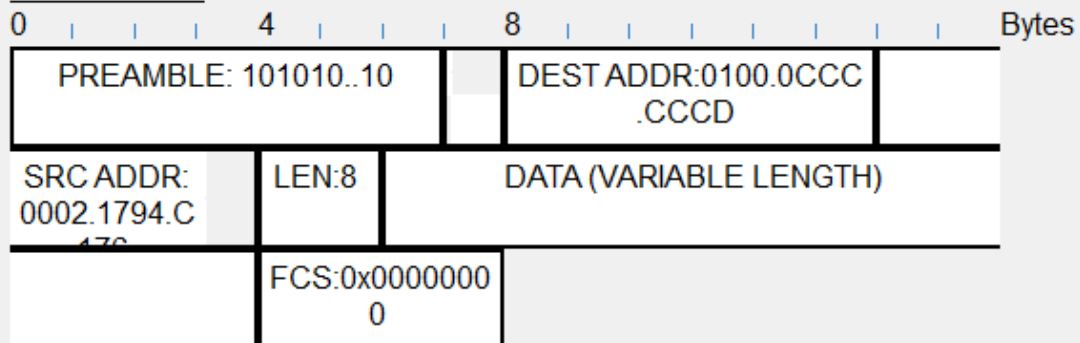 0 4 8 Bytes
PREAMBLE: 101010..10
DEST ADDR:0100.0CCC
.CCCD
SRC ADDR:
0002.1794.C
LEN:8
DATA (VARIABLE LENGTH)
FCS:0x0000000
0